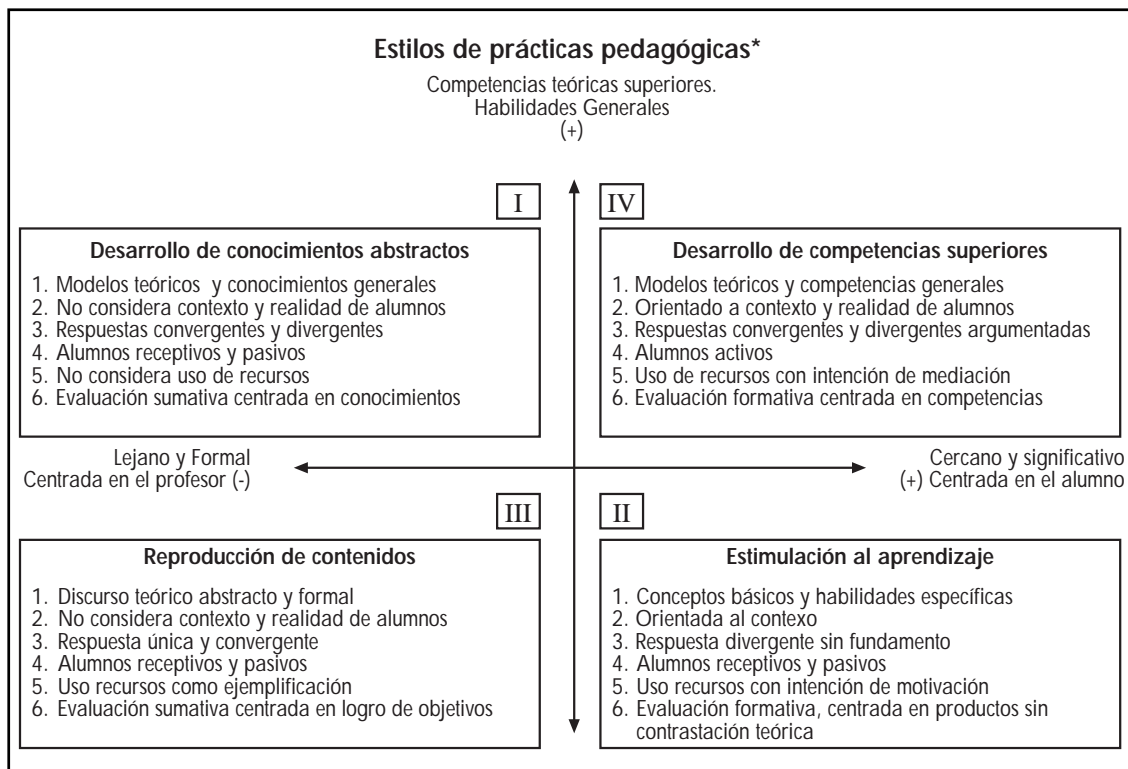 Estilos de prácticas pedagógicas*
Competencias teóricas superiores.
Habilidades Generales
(+)
I
Desarrollo de conocimientos abstractos
1. Modelos teóricos y conocimientos generales
2. No considera contexto y realidad de alumnos
3. Respuestas convergentes y divergentes
4. Alumnos receptivos y pasivos
5. No considera uso de recursos
6. Evaluación sumativa centrada en conocimientos
IV
Desarrollo de competencias superiores
1. Modelos teóricos y competencias generales
2. Orientado a contexto y realidad de alumnos
3. Respuestas convergentes y divergentes argumentadas
4. Alumnos activos
5. Uso de recursos con intención de mediación
6. Evaluación formativa centrada en competencias
Lejano y Formal
Centrada en el profesor (-)
Cercano y significativo
(+) Centrada en el alumno
III
Reproducción de contenidos
1. Discurso teórico abstracto y formal
2. No considera contexto y realidad de alumnos
3. Respuesta única y convergente
4. Alumnos receptivos y pasivos
5. Uso recursos como ejemplificación
6. Evaluación sumativa centrada en logro de objetivos
II
Estimulación al aprendizaje
1. Conceptos básicos y habilidades específicas
2. Orientada al contexto
3. Respuesta divergente sin fundamento
4. Alumnos receptivos y pasivos
5. Uso recursos con intención de motivación
6. Evaluación formativa, centrada en productos sin
contrastación teórica